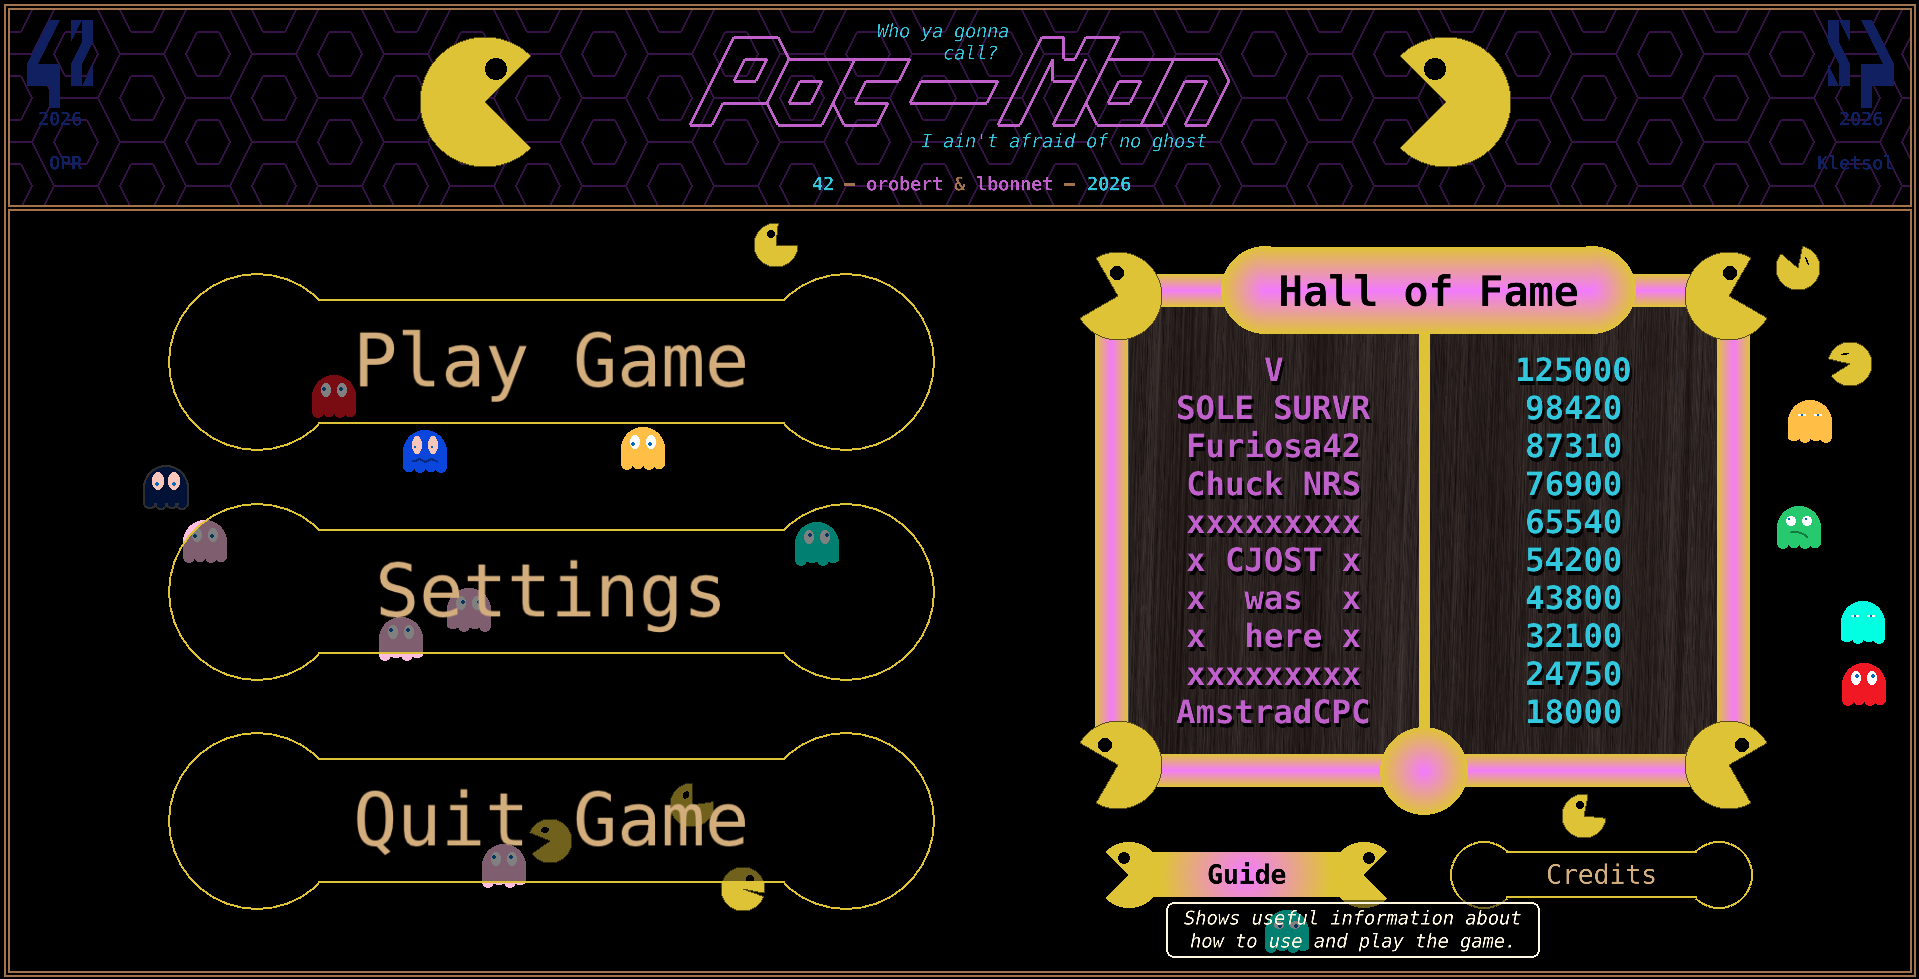 42
2026
OPR
Who ya gonna
call?
Pac-Man
I ain't afraid of no ghost
42 — orobert & lbonnet — 2026
42
2026
Kletsol
Play Game
Settings
Quit Game
Hall of Fame
V 125000
SOLE SURVR 98420
Furiosa42 87310
Chuck NRS 76900
xxxxxxxxx 65540
x CJOST x 54200
x was x 43800
x here x 32100
xxxxxxxxx 24750
AmstradCPC 18000
Guide
Credits
Shows useful information about
how to use and play the game.